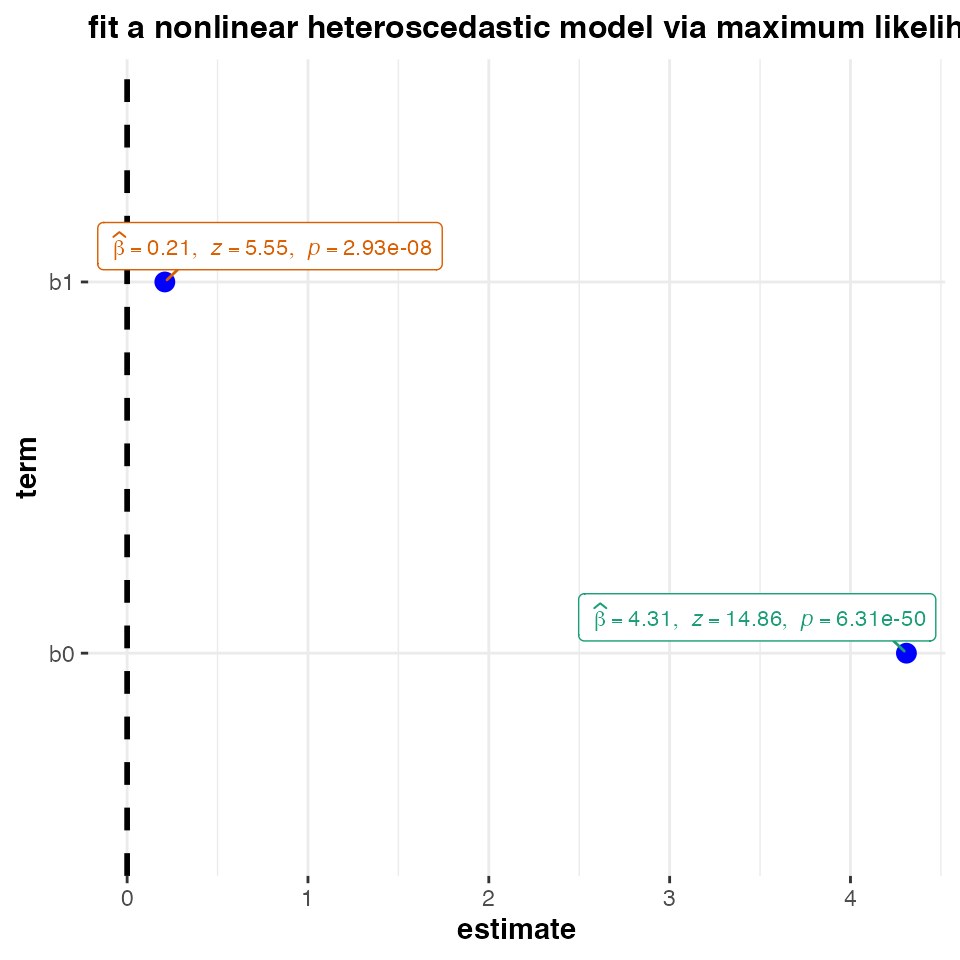 fit a nonlinear heteroscedastic model via maximum likelih
β̂ = 0.21, z = 5.55, p = 2.93e-08
b1
term
β̂ = 4.31, z = 14.86, p = 6.31e-50
b0
0 1 2 3 4
estimate